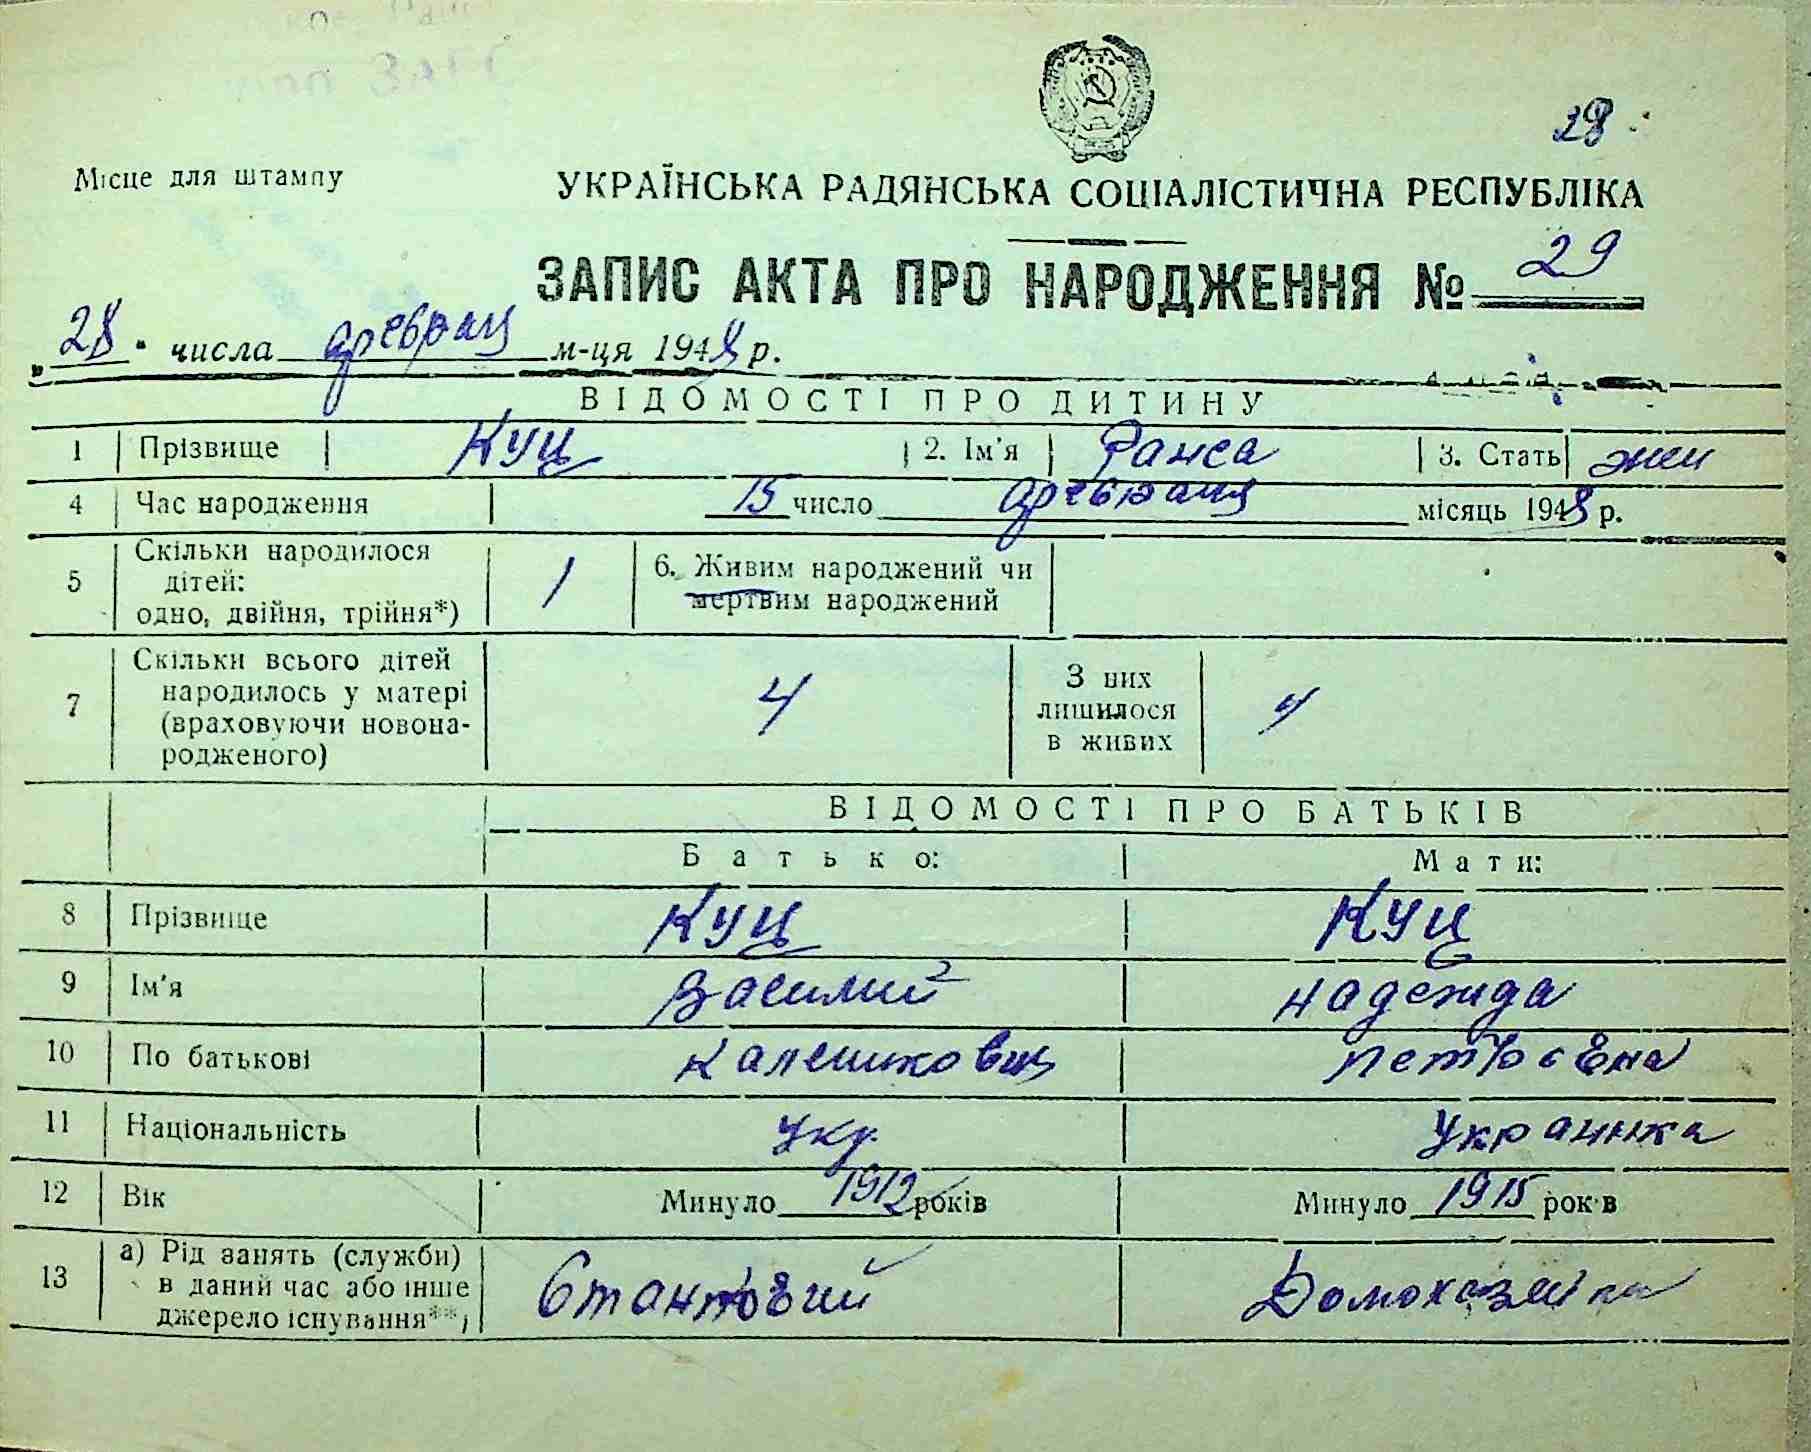 28
Місце для штампу
УКРАЇНСЬКА РАДЯНСЬКА СОЦІАЛІСТИЧНА РЕСПУБЛІКА
ЗАПИС АКТА ПРО НАРОДЖЕННЯ № 29
„28" числа февраля м-ця 1948 р.
ВІДОМОСТІ ПРО ДИТИНУ
1 Прізвище Куц 2. Ім'я Раиса 3. Стать жен
4 Час народження 15 число февраля місяць 1948 р.
5 Скільки народилося дітей: одно, двійня, трійня*) 1 6. Живим народжений чи мертвим народжений
7 Скільки всього дітей народилось у матері (враховуючи новонародженого) 4 З них лишилося в живих 4
ВІДОМОСТІ ПРО БАТЬКІВ
Батько: Мати:
8 Прізвище Куц Куц
9 Ім'я Василий Надежда
10 По батькові Петровна
11 Національність укр. Украинка
12 Вік Минуло 1912 років Минуло 1915 років
13 а) Рід занять (служби) в даний час або інше джерело існування**) Домохазяйка